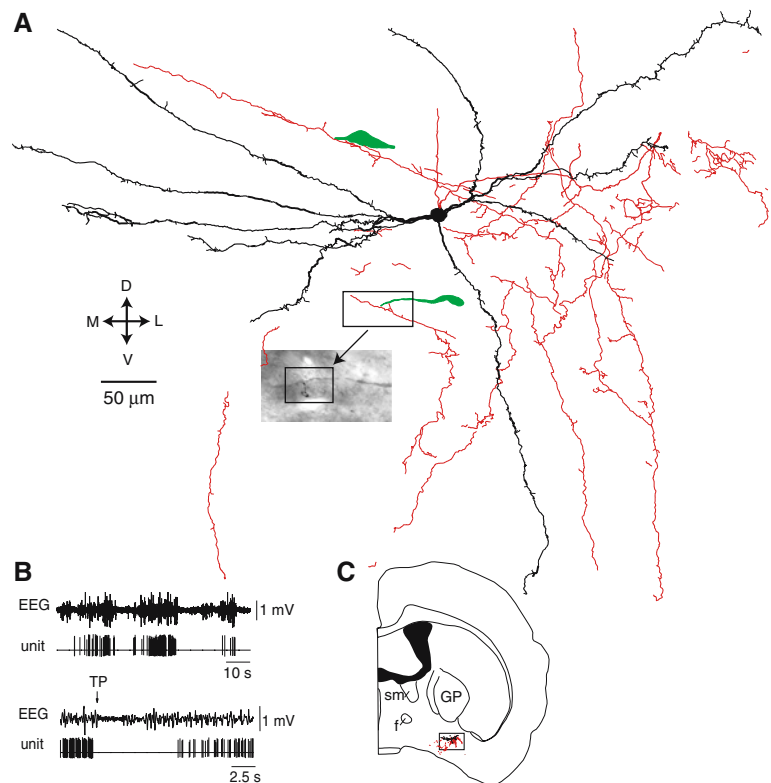 A
D
M L
V
50 µm
B
EEG
1 mV
unit
10 s
TP
EEG
1 mV
unit
2.5 s
C
sm
GP
f